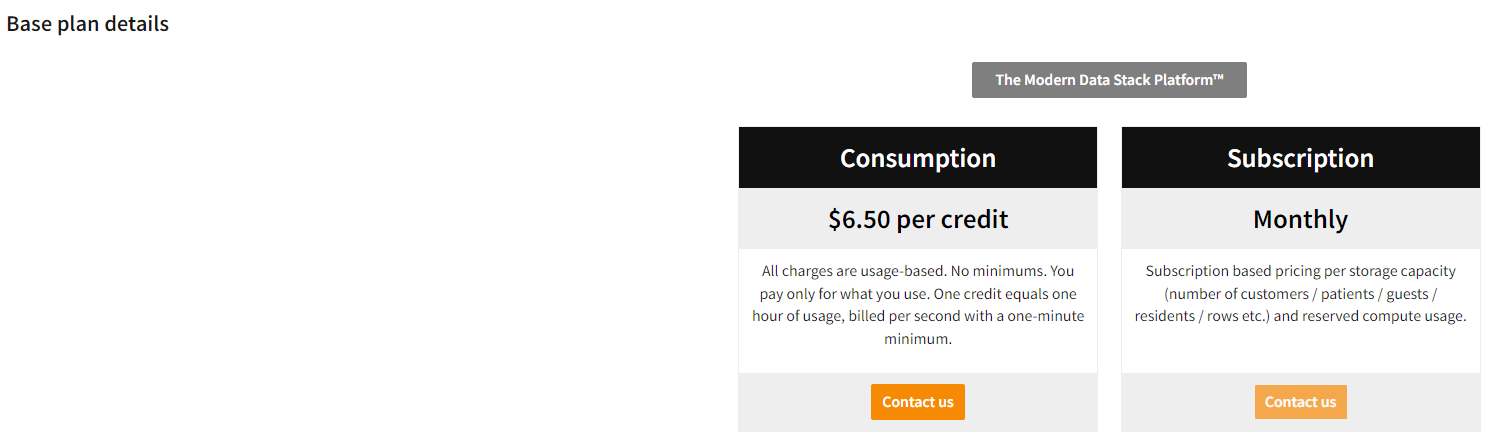 Base plan details
The Modern Data Stack Platform™
Consumption
$6.50 per credit
All charges are usage-based. No minimums. You
pay only for what you use. One credit equals one
hour of usage, billed per second with a one-minute
minimum.
Contact us
Subscription
Monthly
Subscription based pricing per storage capacity
(number of customers / patients / guests /
residents / rows etc.) and reserved compute usage.
Contact us